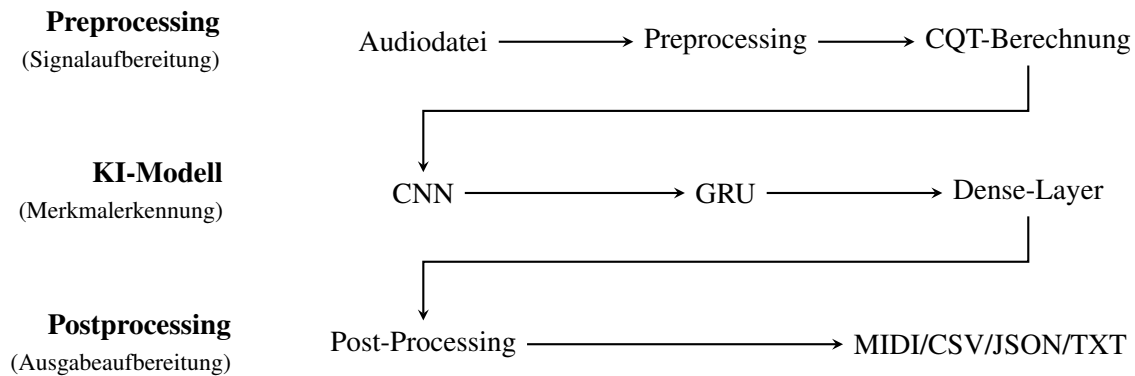 Preprocessing
(Signalaufbereitung)
Audiodatei Preprocessing CQT-Berechnung
KI-Modell
(Merkmalerkennung)
CNN GRU Dense-Layer
Postprocessing
(Ausgabeaufbereitung)
Post-Processing MIDI/CSV/JSON/TXT